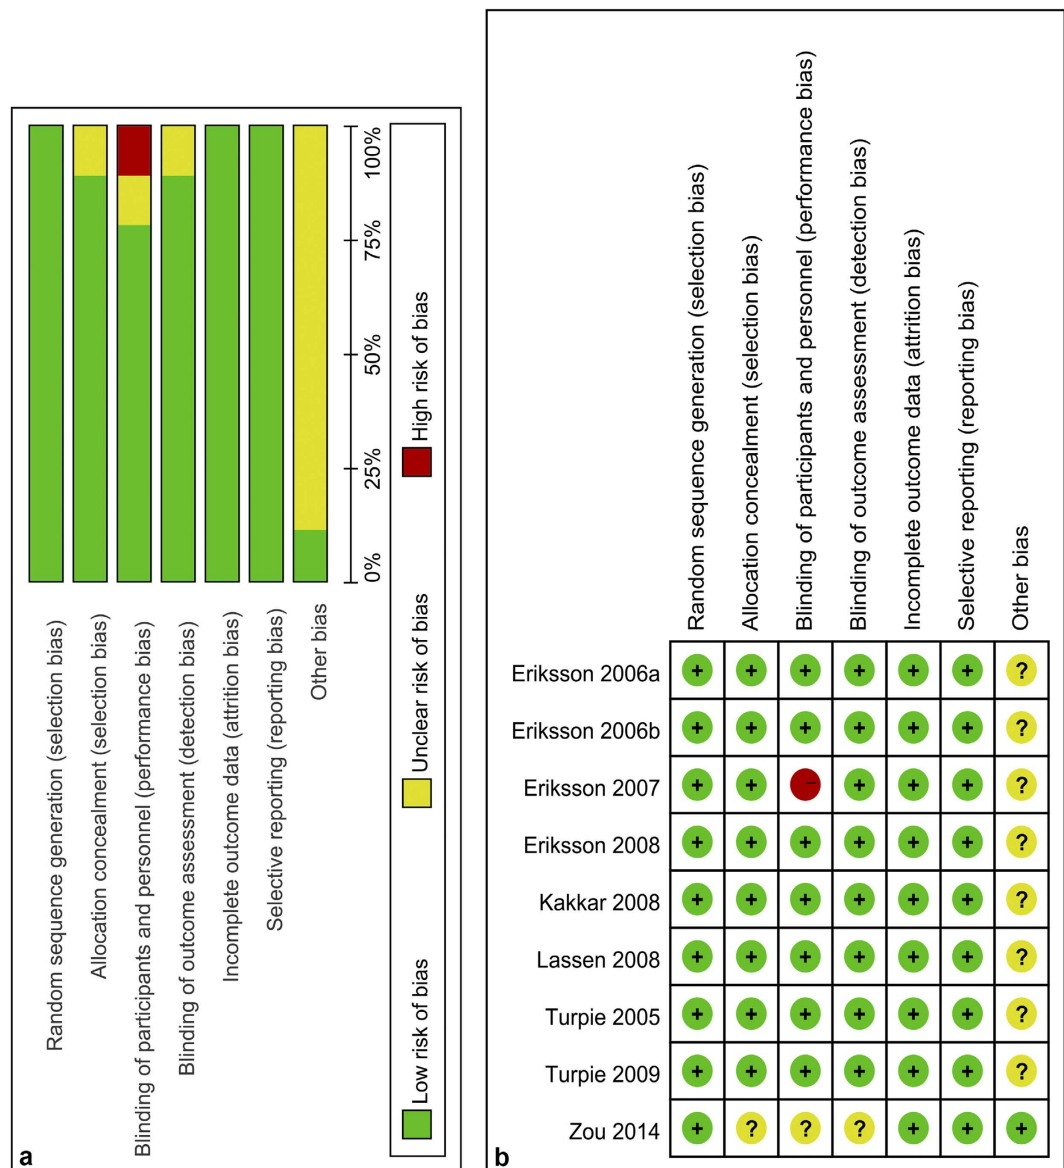 Random sequence generation (selection bias)
Allocation concealment (selection bias)
Blinding of participants and personnel (performance bias)
Blinding of outcome assessment (detection bias)
Incomplete outcome data (attrition bias)
Selective reporting (reporting bias)
Other bias
0%
25%
50%
75%
100%
Low risk of bias
Unclear risk of bias
High risk of bias
a
Random sequence generation (selection bias)
Allocation concealment (selection bias)
Blinding of participants and personnel (performance bias)
Blinding of outcome assessment (detection bias)
Incomplete outcome data (attrition bias)
Selective reporting (reporting bias)
Other bias
Eriksson 2006a + + + + + + ?
Eriksson 2006b + + + + + + ?
Eriksson 2007 + + - + + + ?
Eriksson 2008 + + + + + + ?
Kakkar 2008 + + + + + + ?
Lassen 2008 + + + + + + ?
Turpie 2005 + + + + + + ?
Turpie 2009 + + + + + + ?
Zou 2014 + ? ? ? + + +
b